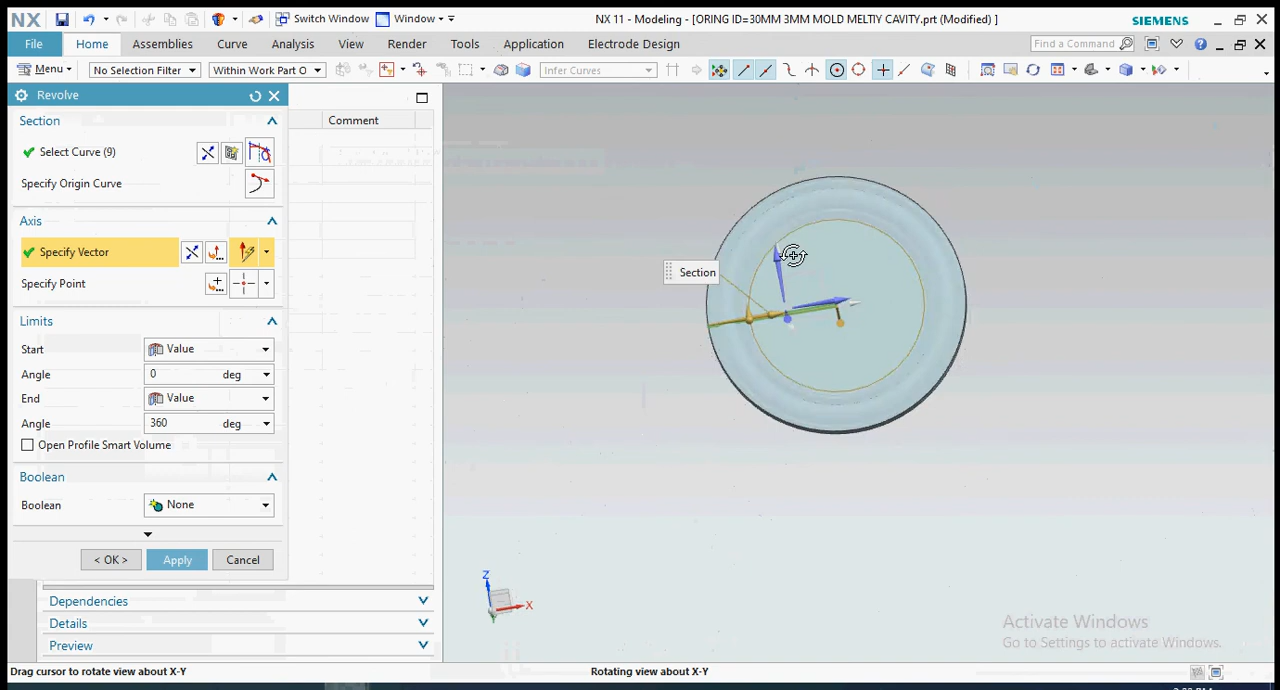 NX
Switch Window
Window
NX 11 - Modeling - [ORING ID=30MM 3MM MOLD MELTIY CAVITY.prt (Modified) ]
SIEMENS
File
Home
Assemblies
Curve
Analysis
View
Render
Tools
Application
Electrode Design
Find a Command
Menu
No Selection Filter
Within Work Part O
Infer Curves
Revolve
Comment
Section
Select Curve (9)
Specify Origin Curve
Axis
Specify Vector
Specify Point
Section
Limits
Start
Value
Angle
0
deg
End
Value
Angle
360
deg
Open Profile Smart Volume
Boolean
Boolean
None
< OK >
Apply
Cancel
Z
X
Dependencies
Details
Preview
Activate Windows
Go to Settings to activate Windows.
Drag cursor to rotate view about X-Y
Rotating view about X-Y